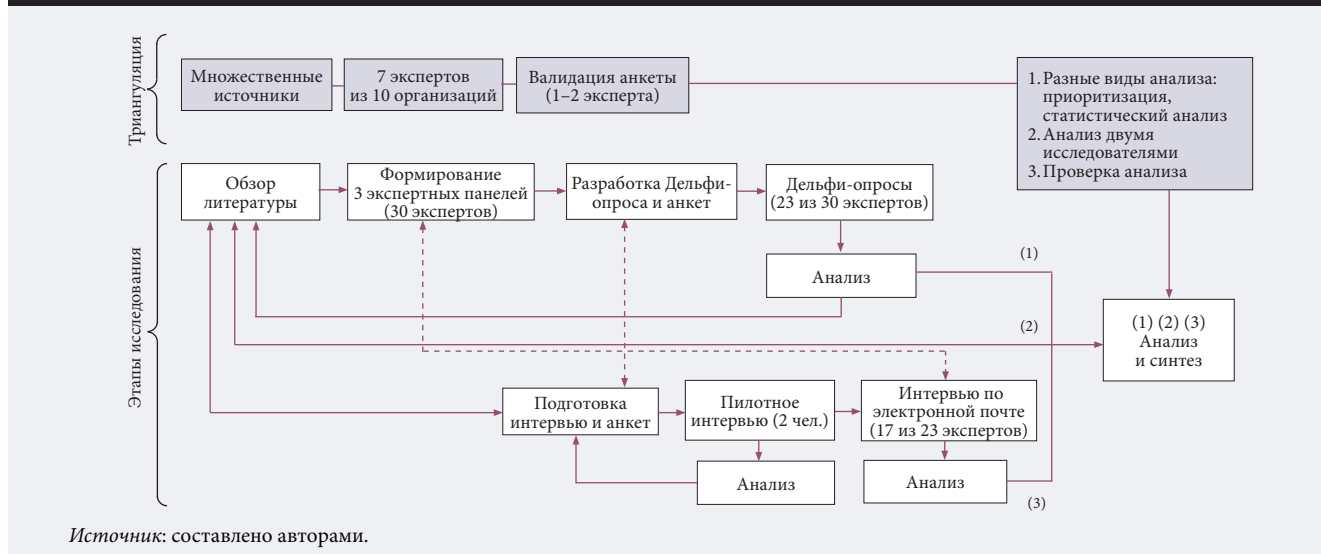 Триангуляция
Множественные
источники
7 экспертов
из 10 организаций
Валидация анкеты
(1–2 эксперта)
1. Разные виды анализа:
приоритизация,
статистический анализ
2. Анализ двумя
исследователями
3. Проверка анализа
Этапы исследования
Обзор
литературы
Формирование
3 экспертных панелей
(30 экспертов)
Разработка Дельфи-
опроса и анкет
Дельфи-опросы
(23 из 30 экспертов)
Анализ
(1)
(2)
(1) (2) (3)
Анализ
и синтез
Подготовка
интервью и анкет
Пилотное
интервью (2 чел.)
Интервью по
электронной почте
(17 из 23 экспертов)
Анализ
Анализ
(3)
Источник: составлено авторами.